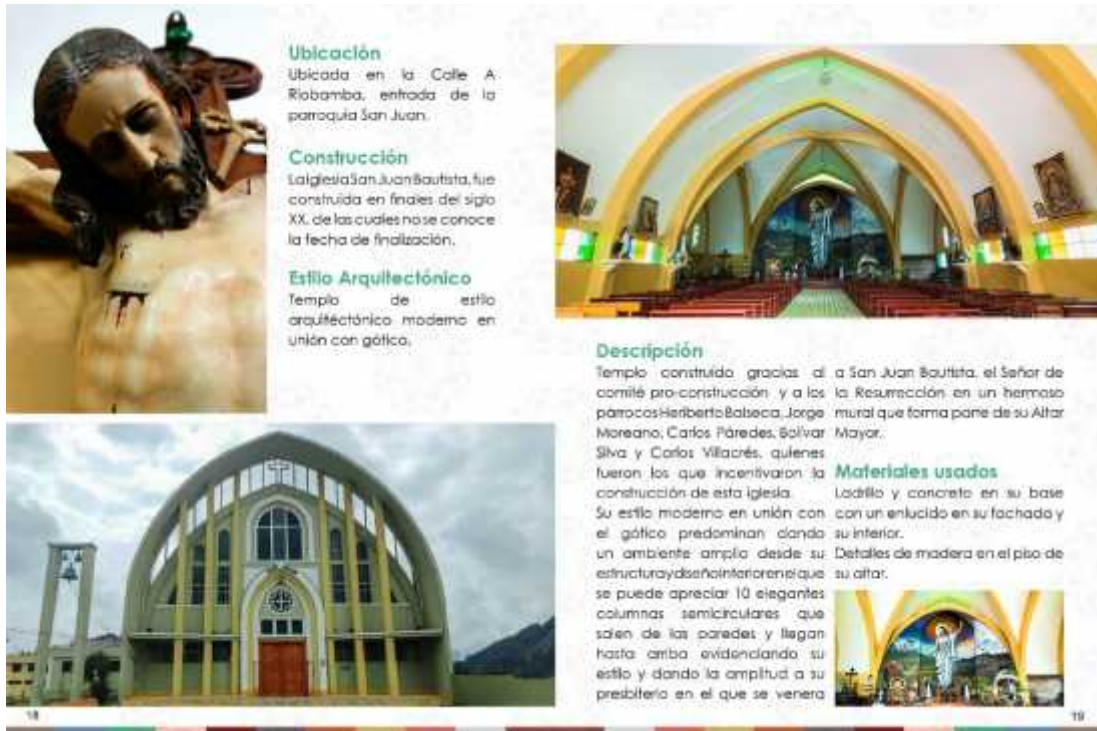 Ubicación
Ubicada en la Calle A
Riobamba, entrada de la
parroquia San Juan.
Construcción
La Iglesia San Juan Bautista, fue
construida en finales del siglo
XX, de las cuales no se conoce
la fecha de finalización.
Estilo Arquitectónico
Templo de estilo
arquitéctónico moderno en
unión con gótico.
18
Descripción
Templo construido gracias al
comité pro-construcción y a los
párrocos Heriberto Balseca, Jorge
Moreano, Carlos Páredes, Bolívar
Silva y Carlos Villacrés, quienes
fueron los que incentivaron la
construcción de esta iglesia.
Su estilo moderno en unión con
el gótico predominan dando
un ambiente amplio desde su
estructura y diseño interior en el que
se puede apreciar 10 elegantes
columnas semicirculares que
salen de las paredes y llegan
hasta arriba evidenciando su
estilo y dando la amplitud a su
presbiterio en el que se venera
a San Juan Bautista, el Señor de
la Resurrección en un hermoso
mural que forma parte de su Altar
Mayor.
Materiales usados
Ladrillo y concreto en su base
con un enlucido en su fachada y
su interior.
Detalles de madera en el piso de
su altar.
19